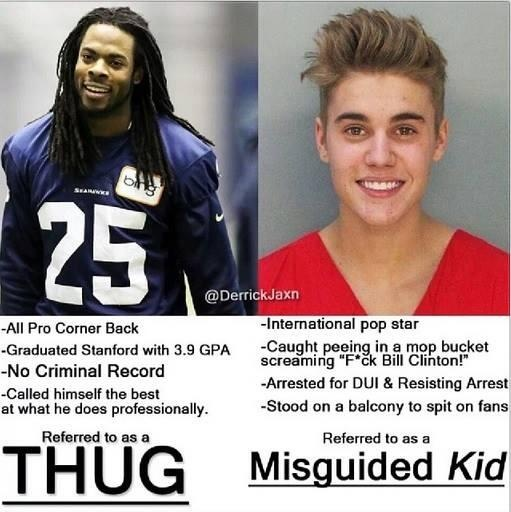 SEAHAWKS
bing
25
@DerrickJaxn
-All Pro Corner Back
-Graduated Stanford with 3.9 GPA
-No Criminal Record
-Called himself the best
at what he does professionally.
Referred to as a
THUG
-International pop star
-Caught peeing in a mop bucket
screaming “F*ck Bill Clinton!”
-Arrested for DUI & Resisting Arrest
-Stood on a balcony to spit on fans
Referred to as a
Misguided Kid